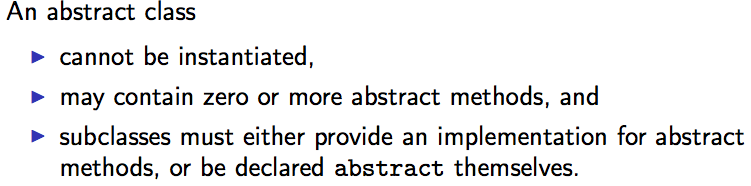 An abstract class
▶ cannot be instantiated,
▶ may contain zero or more abstract methods, and
▶ subclasses must either provide an implementation for abstract
methods, or be declared abstract themselves.